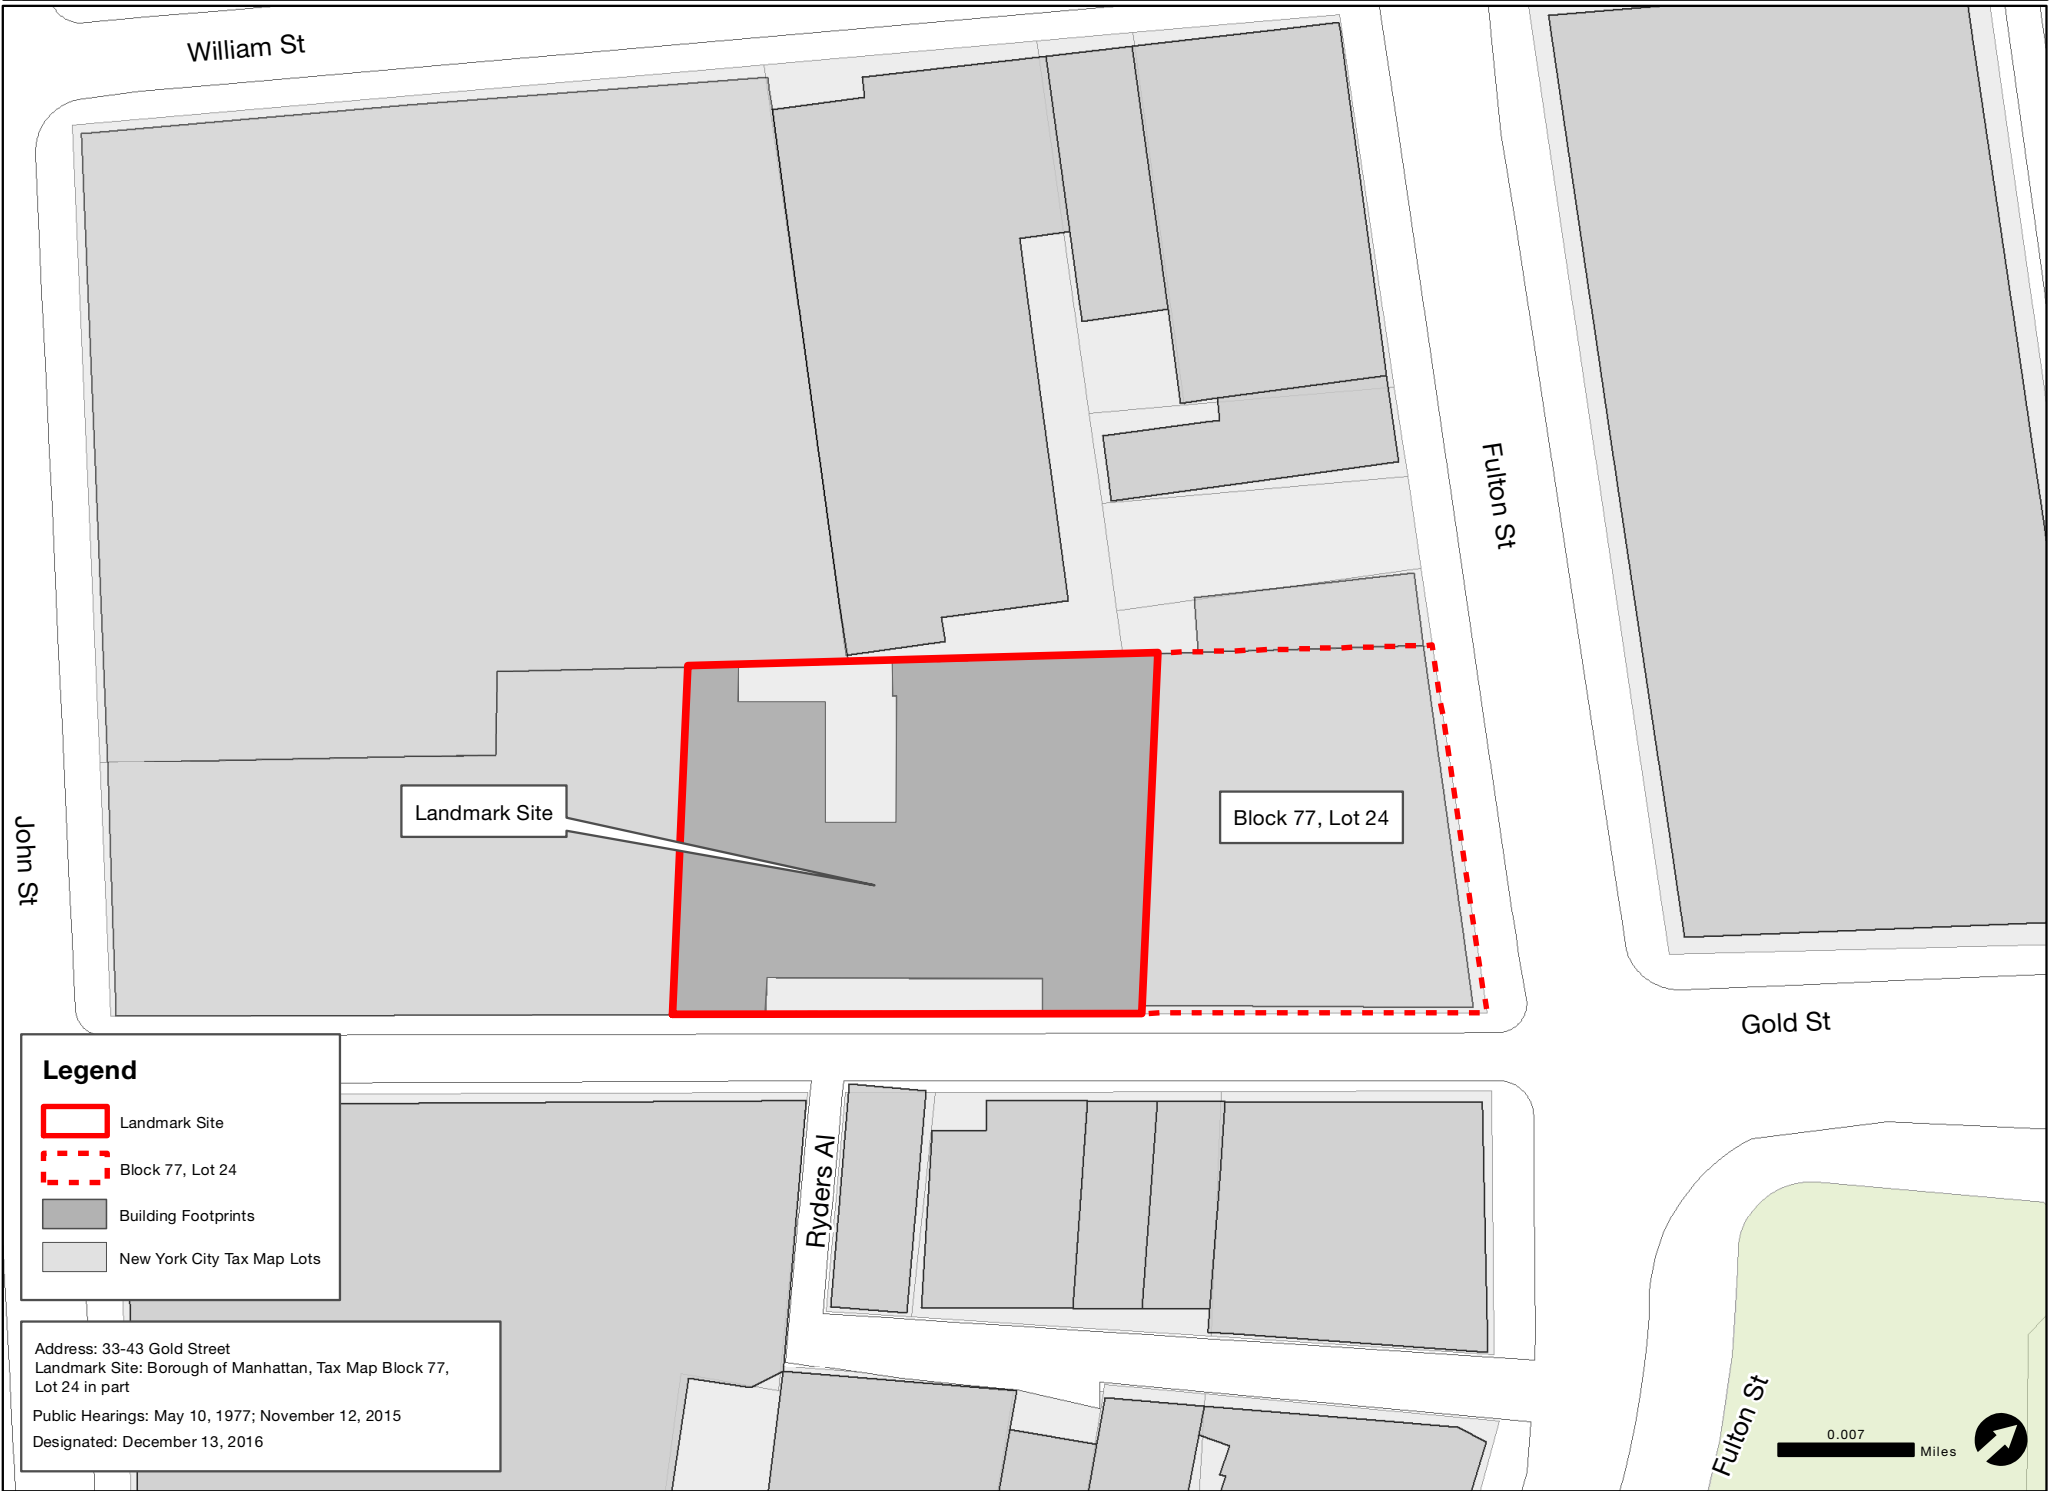 William St
Fulton St
John St
Landmark Site
Block 77, Lot 24
Gold St
Legend
Landmark Site
Block 77, Lot 24
Building Footprints
New York City Tax Map Lots
Ryders Al
Address: 33-43 Gold Street
Landmark Site: Borough of Manhattan, Tax Map Block 77,
Lot 24 in part
Public Hearings: May 10, 1977; November 12, 2015
Designated: December 13, 2016
Fulton St
0.007
Miles